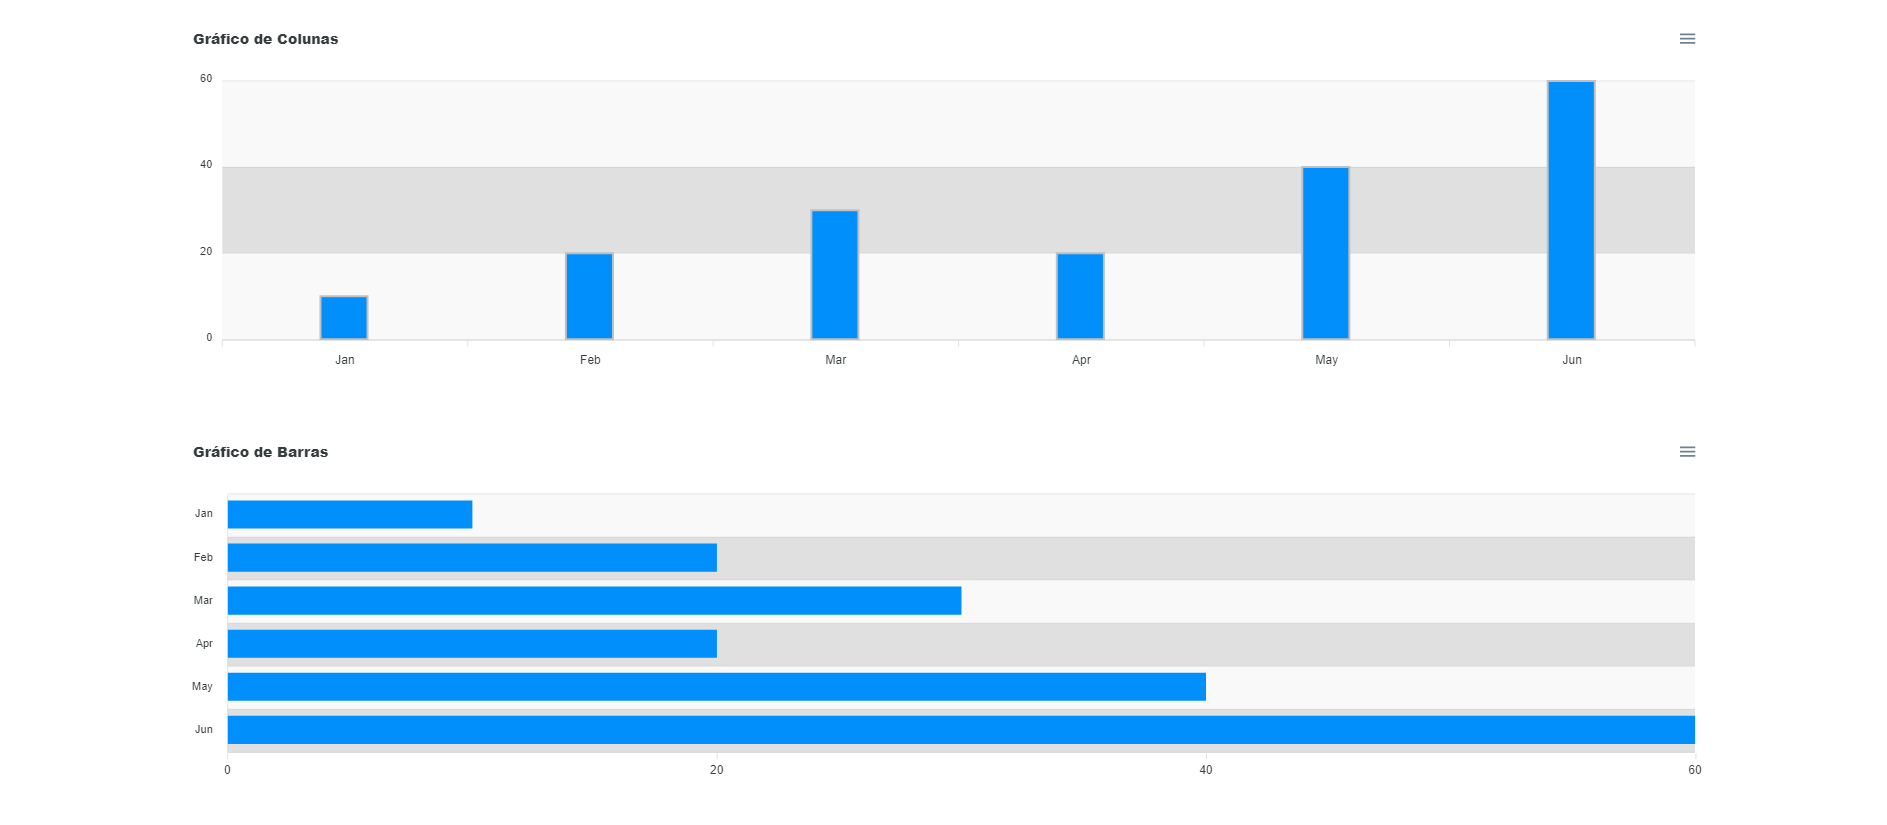 Gráfico de Colunas
60
40
20
0
Jan Feb Mar Apr May Jun
Gráfico de Barras
Jan
Feb
Mar
Apr
May
Jun
0 20 40 60